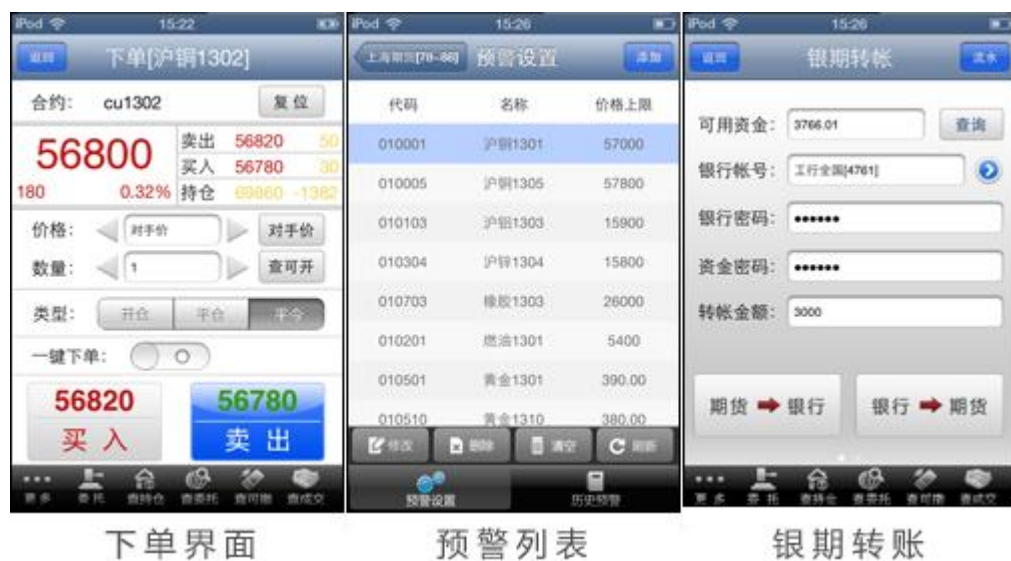 iPod 15:22
返回 下单[沪铜1302]
合约: cu1302 复位
56800 卖出 56820 50
买入 56780 30
180 0.32% 持仓 69860 -1382
价格: 对手价 对手价
数量: 1 查可开
类型: 开仓 平仓 平今
一键下单:
56820 买入
56780 卖出
更多 委托 查持仓 查委托 查可撤 查成交
下单界面
iPod 15:26
上海期货[70-86] 预警设置 添加
代码 名称 价格上限
010001 沪铜1301 57000
010005 沪铜1305 57800
010103 沪铝1303 15900
010304 沪锌1304 15800
010703 橡胶1303 26000
010201 燃油1301 5400
010501 黄金1301 390.00
010510 黄金1310 380.00
修改 删除 清空 刷新
预警设置 历史预警
预警列表
iPod 15:26
返回 银期转帐 流水
可用资金: 3766.01 查询
银行帐号: 工行全国[4761]
银行密码: ••••••
资金密码: ••••••
转帐金额: 3000
期货 银行 银行 期货
更多 委托 查持仓 查委托 查可撤 查成交
银期转账